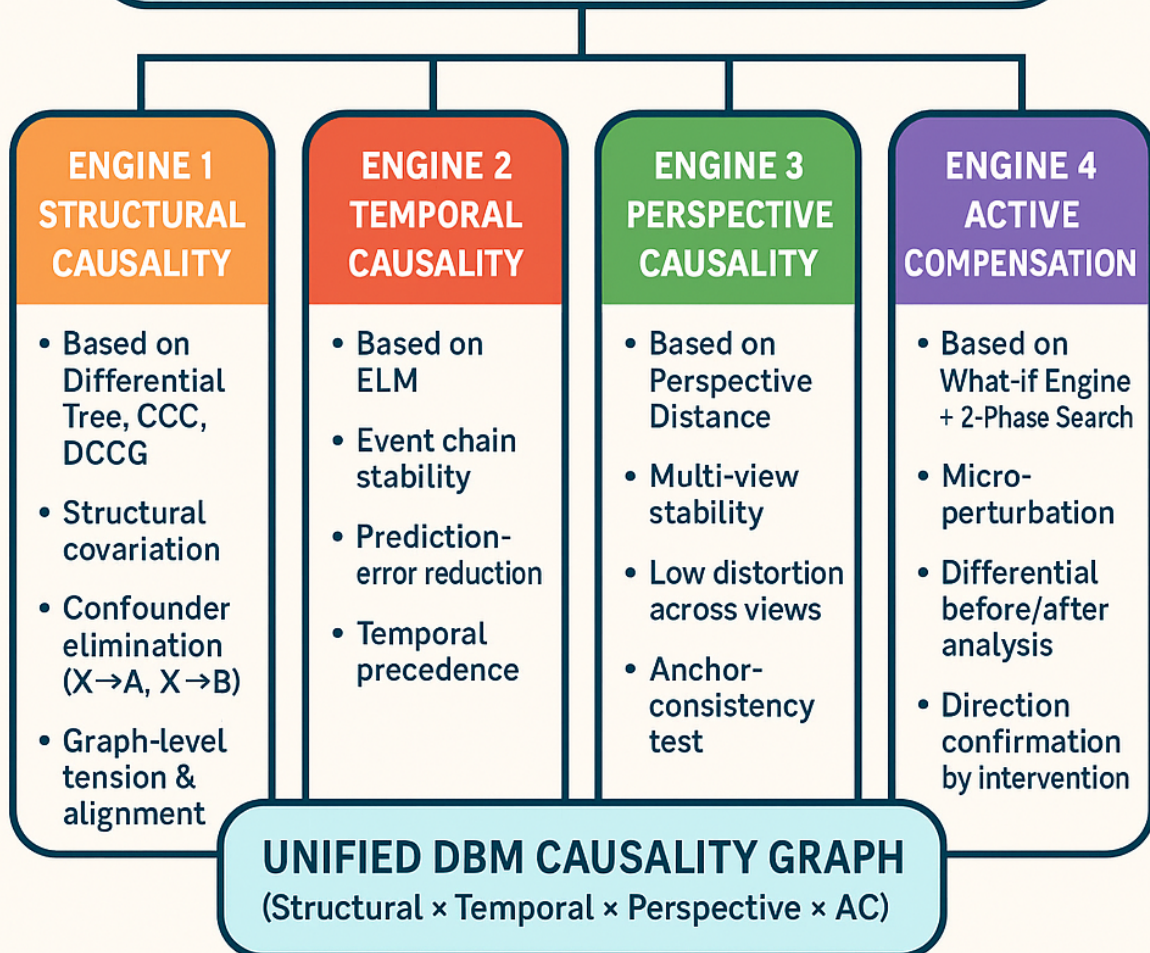 ENGINE 1
STRUCTURAL
CAUSALITY
• Based on
Differential
Tree, CCC,
DCCG
• Structural
covariation
• Confounder
elimination
(X→A, X→B)
• Graph-level
tension &
alignment
ENGINE 2
TEMPORAL
CAUSALITY
• Based on
ELM
• Event chain
stability
• Prediction-
error reduction
• Temporal
precedence
ENGINE 3
PERSPECTIVE
CAUSALITY
• Based on
Perspective
Distance
• Multi-view
stability
• Low distortion
across views
• Anchor-
consistency
test
ENGINE 4
ACTIVE
COMPENSATION
• Based on
What-if Engine
+ 2-Phase Search
• Micro-
perturbation
• Differential
before/after
analysis
• Direction
confirmation
by intervention
UNIFIED DBM CAUSALITY GRAPH
(Structural × Temporal × Perspective × AC)